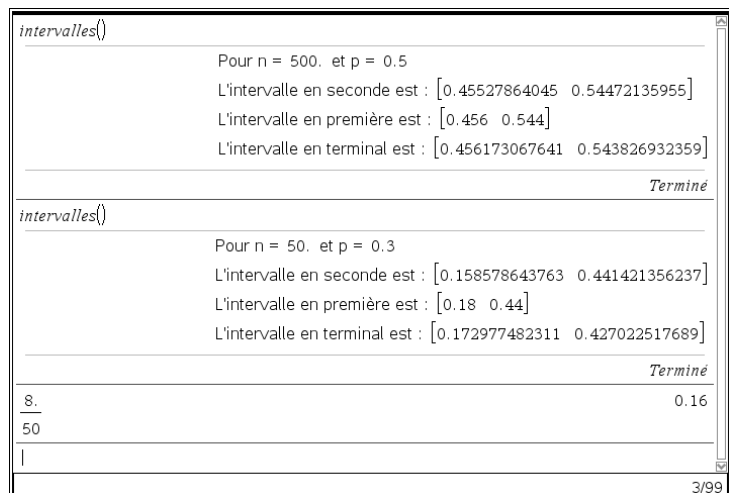 intervalles()
Pour n = 500. et p = 0.5
L'intervalle en seconde est : [0.45527864045 0.54472135955]
L'intervalle en première est : [0.456 0.544]
L'intervalle en terminal est : [0.456173067641 0.543826932359]
Terminé
intervalles()
Pour n = 50. et p = 0.3
L'intervalle en seconde est : [0.158578643763 0.441421356237]
L'intervalle en première est : [0.18 0.44]
L'intervalle en terminal est : [0.172977482311 0.427022517689]
Terminé
8. 0.16
50
3/99